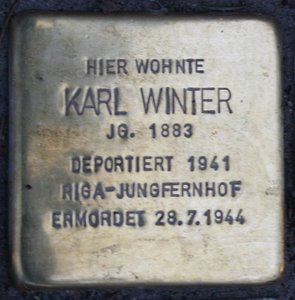 HIER WOHNTE
KARL WINTER
JG. 1883
DEPORTIERT 1941
RIGA-JUNGFERNHOF
ERMORDET 28.7.1944